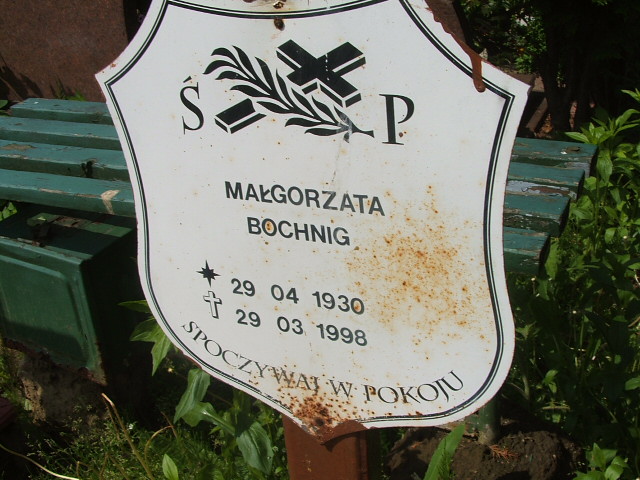 Ś P
MAŁGORZATA
BOCHNIG
29 04 1930
29 03 1998
SPOCZYWAJ W POKOJU